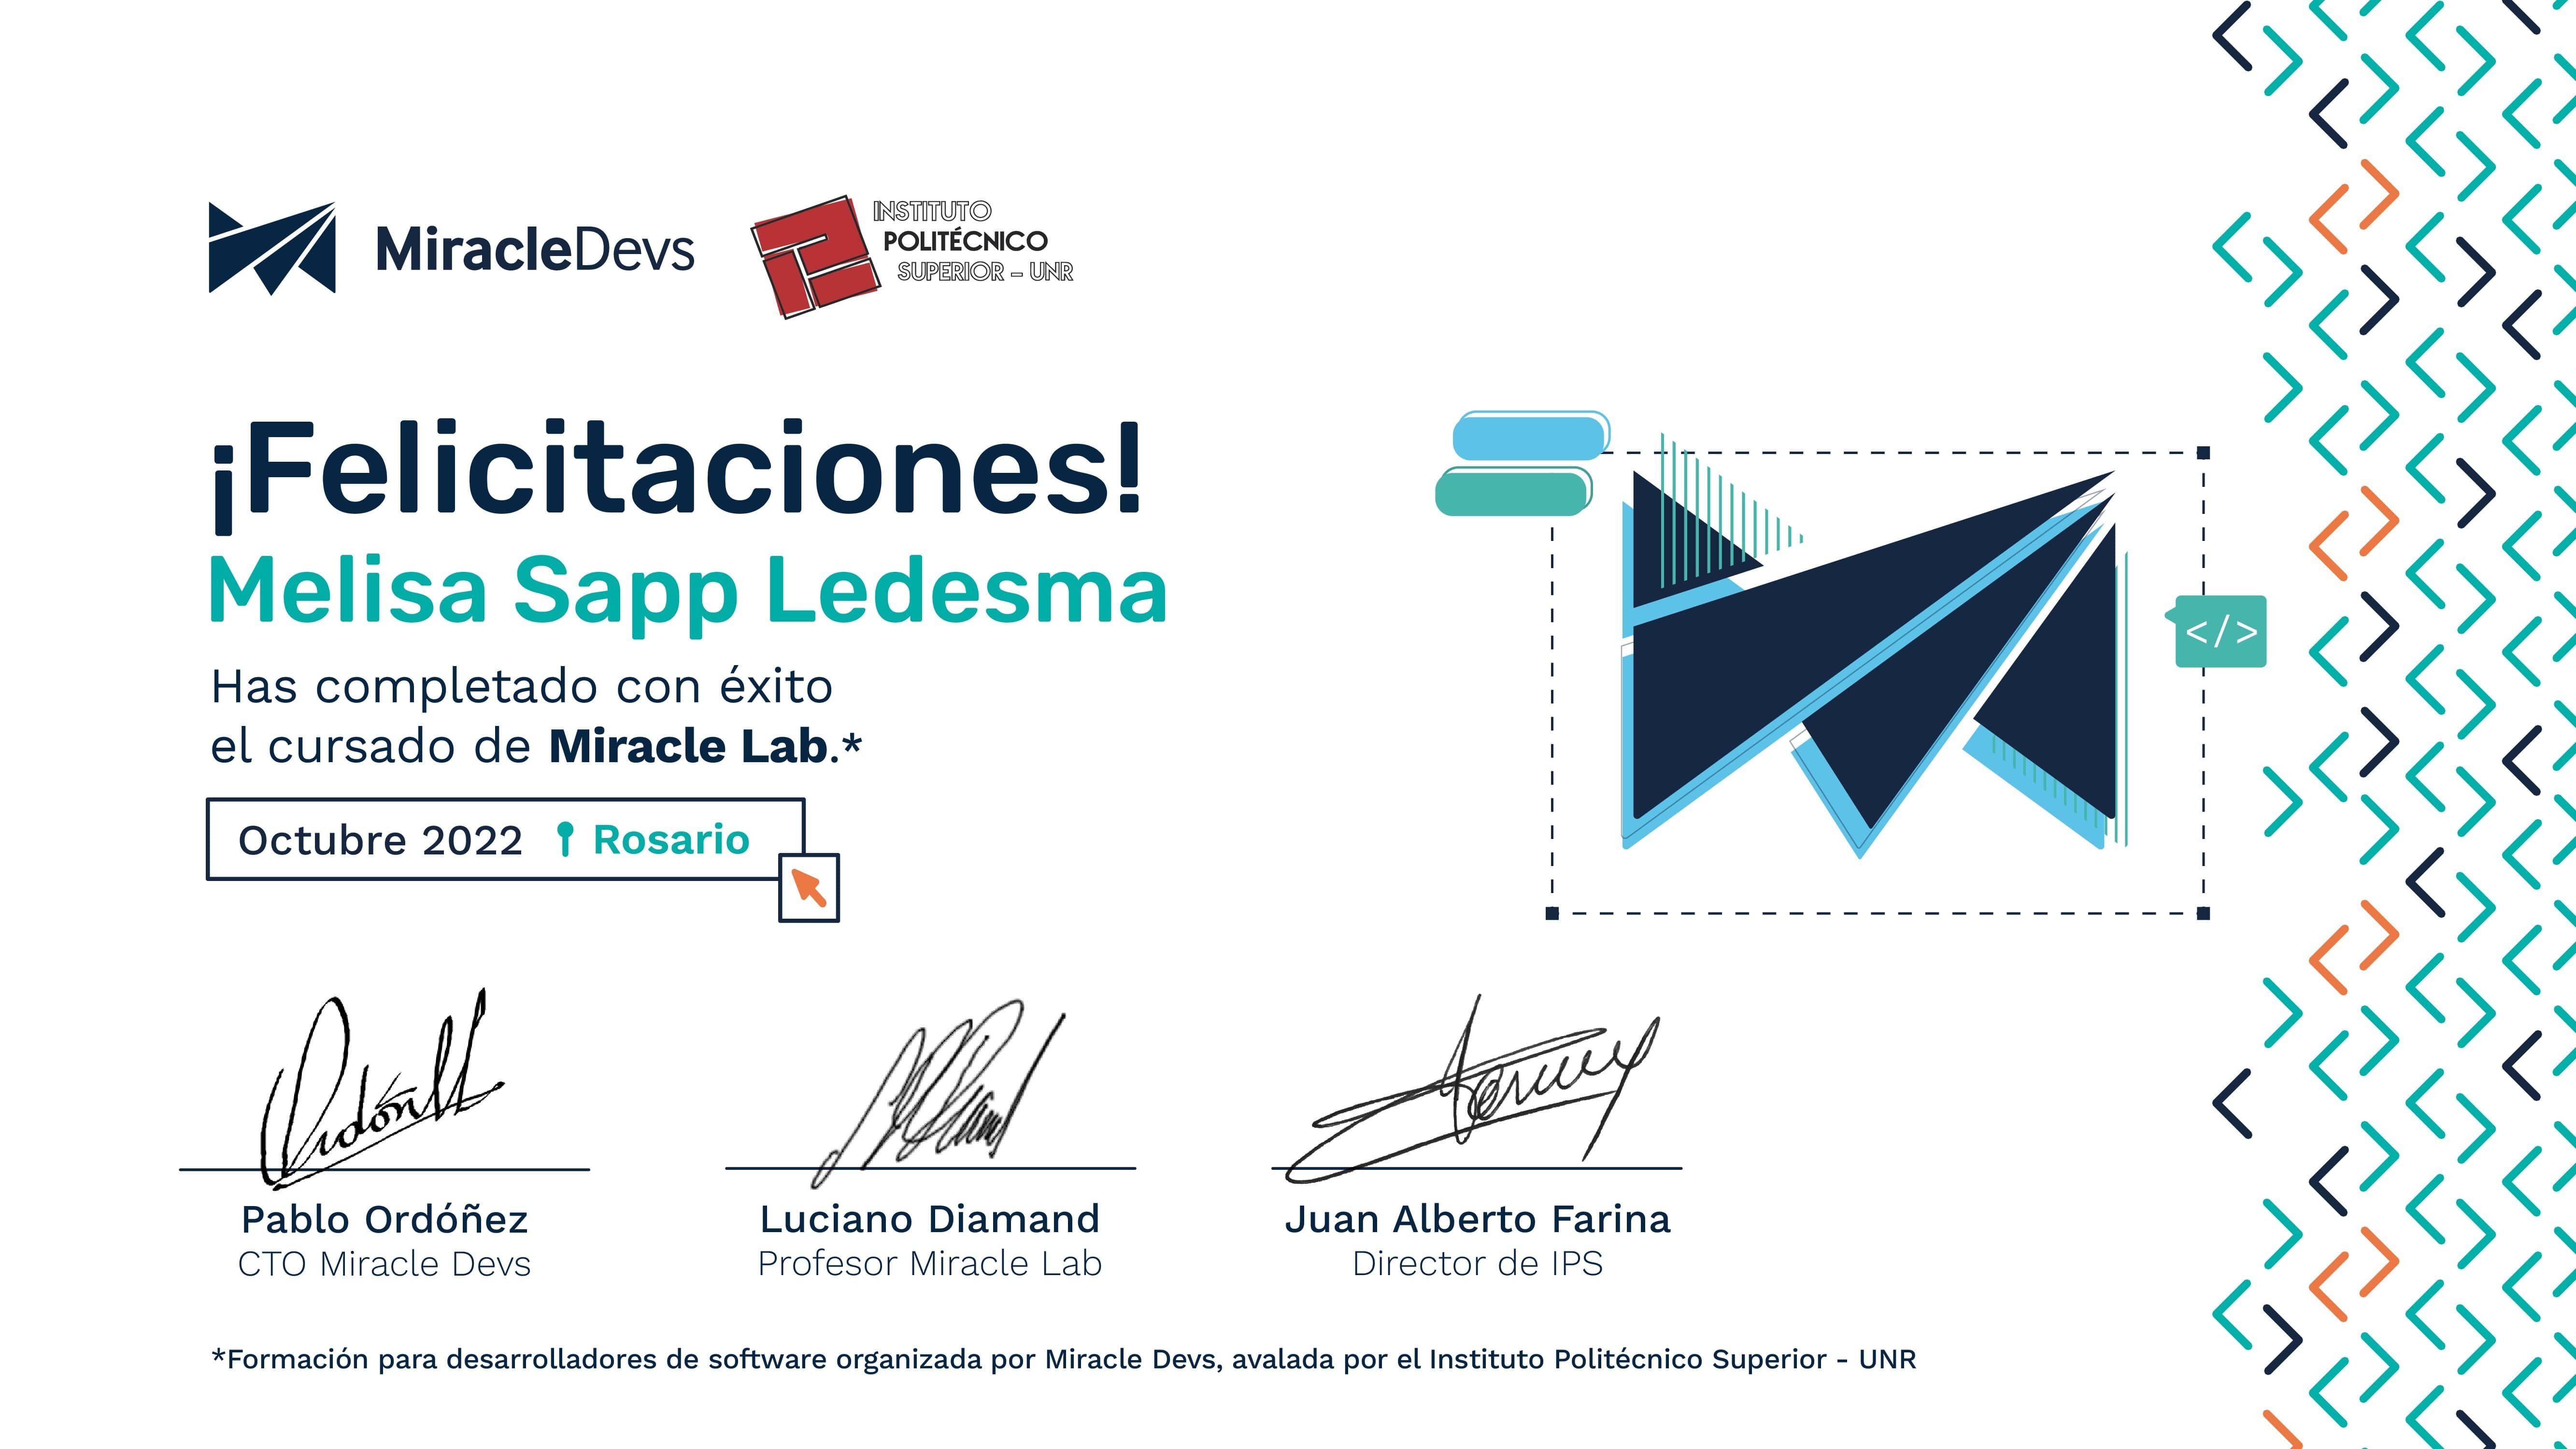 MiracleDevs
INSTITUTO
POLITÉCNICO
SUPERIOR – UNR
¡Felicitaciones!
Melisa Sapp Ledesma
Has completado con éxito
el cursado de Miracle Lab.*
Octubre 2022 Rosario
</>
Pablo Ordóñez
CTO Miracle Devs
Luciano Diamand
Profesor Miracle Lab
Juan Alberto Farina
Director de IPS
*Formación para desarrolladores de software organizada por Miracle Devs, avalada por el Instituto Politécnico Superior - UNR